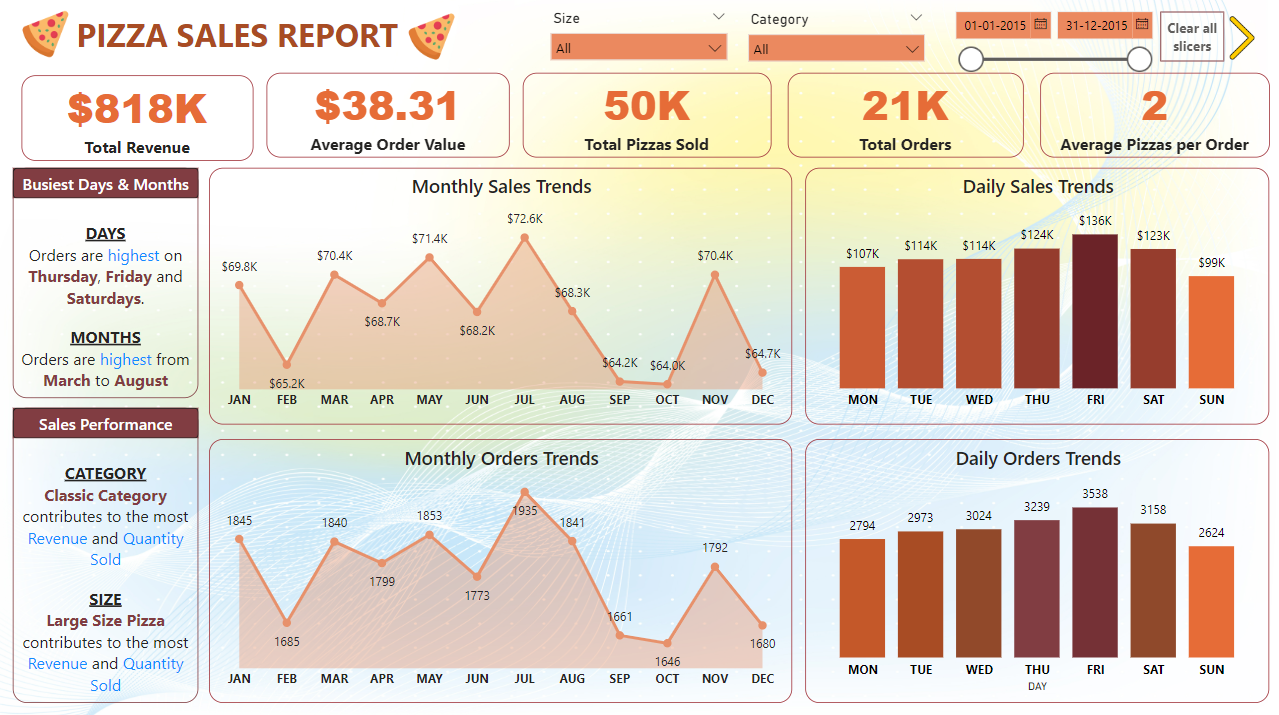 PIZZA SALES REPORT
Size
All
Category
All
01-01-2015
31-12-2015
Clear all
slicers
$818K
Total Revenue
$38.31
Average Order Value
50K
Total Pizzas Sold
21K
Total Orders
2
Average Pizzas per Order
Busiest Days & Months
DAYS
Orders are highest on
Thursday, Friday and
Saturdays.
MONTHS
Orders are highest from
March to August
Monthly Sales Trends
$69.8K
$65.2K
$70.4K
$68.7K
$71.4K
$68.2K
$72.6K
$68.3K
$64.2K
$64.0K
$70.4K
$64.7K
JAN FEB MAR APR MAY JUN JUL AUG SEP OCT NOV DEC
Daily Sales Trends
$107K
$114K
$114K
$124K
$136K
$123K
$99K
MON TUE WED THU FRI SAT SUN
Sales Performance
CATEGORY
Classic Category
contributes to the most
Revenue and Quantity
Sold
SIZE
Large Size Pizza
contributes to the most
Revenue and Quantity
Sold
Monthly Orders Trends
1845
1685
1840
1799
1853
1773
1935
1841
1661
1646
1792
1680
JAN FEB MAR APR MAY JUN JUL AUG SEP OCT NOV DEC
Daily Orders Trends
2794
2973
3024
3239
3538
3158
2624
MON TUE WED THU FRI SAT SUN
DAY